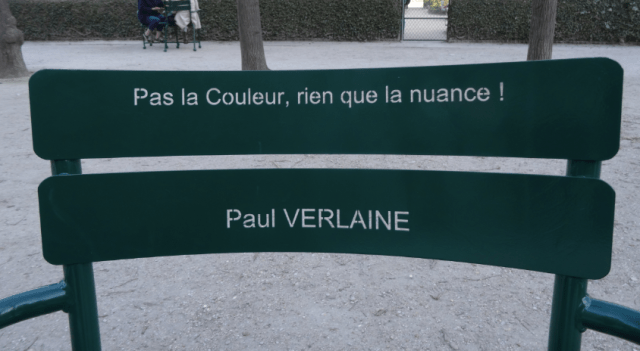 Pas la Couleur, rien que la nuance !
Paul VERLAINE